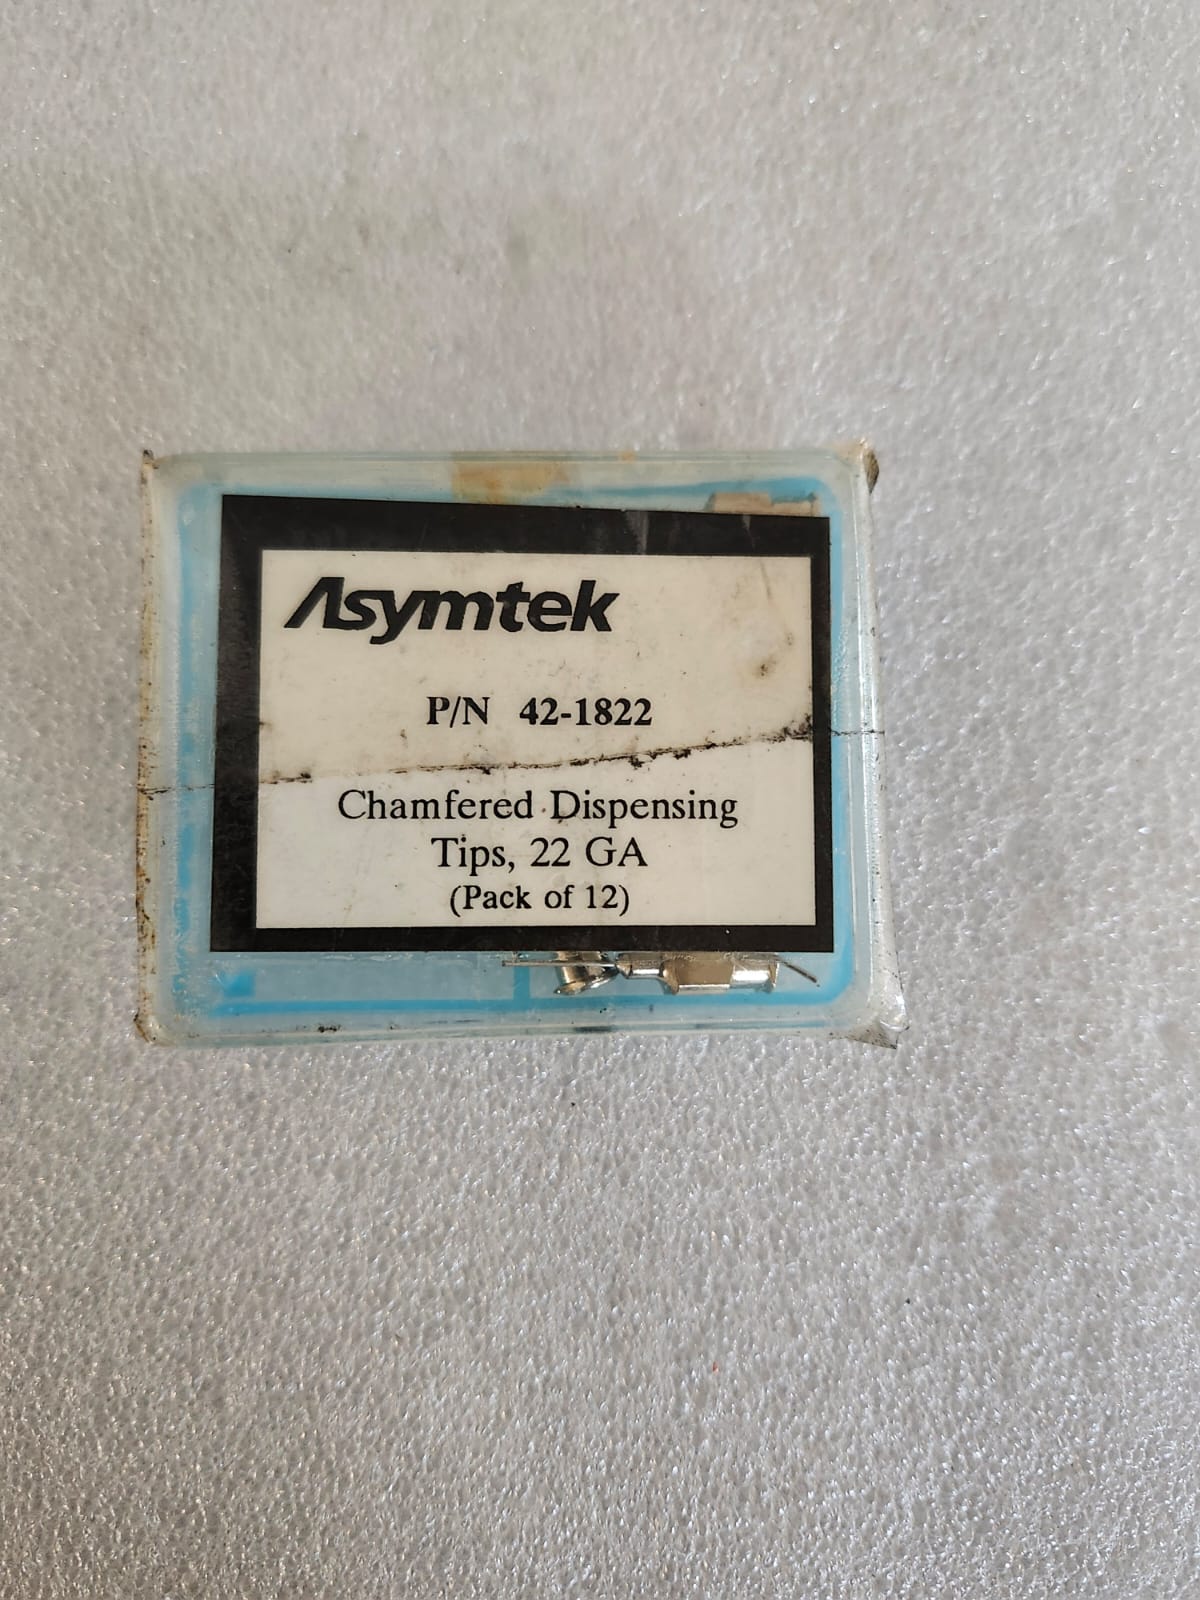 Asymtek
P/N 42-1822
Chamfered Dispensing
Tips, 22 GA
(Pack of 12)